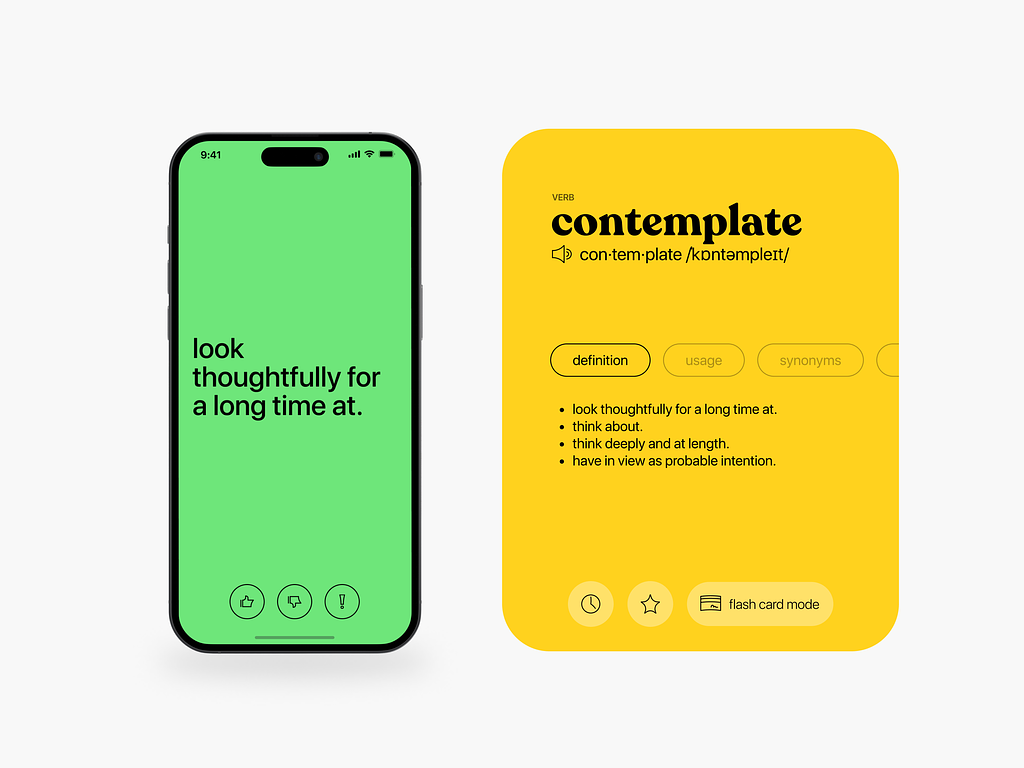 9:41
look
thoughtfully for
a long time at.
VERB
contemplate
con·tem·plate /kɒntəmpleɪt/
definition
usage
synonyms
• look thoughtfully for a long time at.
• think about.
• think deeply and at length.
• have in view as probable intention.
flash card mode